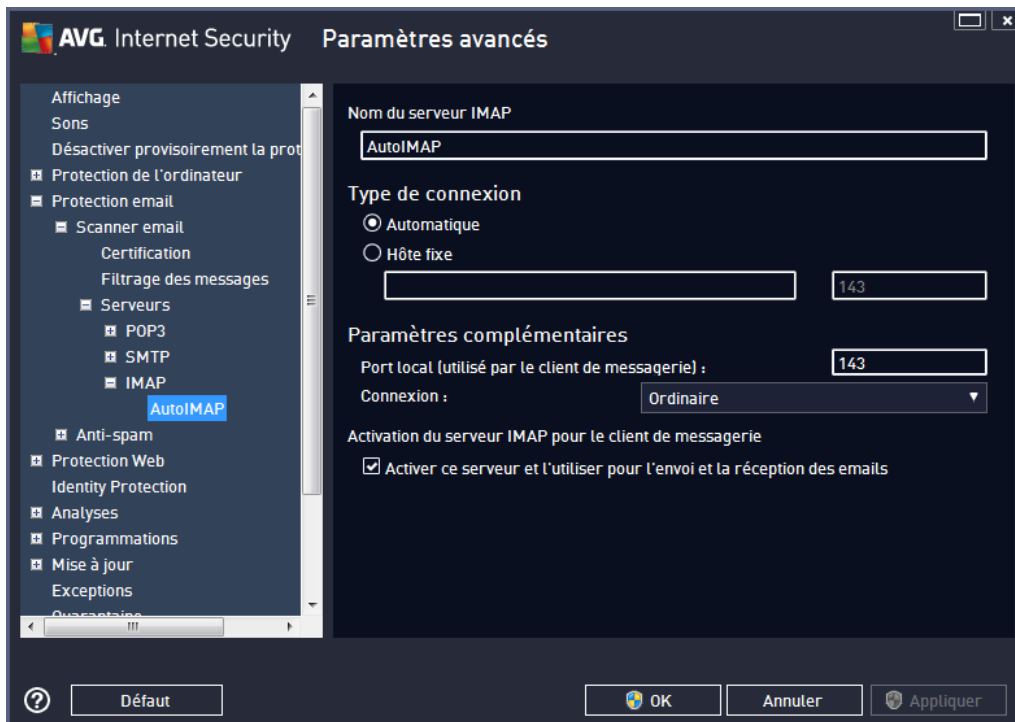 AVG. Internet Security Paramètres avancés
Affichage
Sons
Désactiver provisoirement la prot
Protection de l'ordinateur
Protection email
Scanner email
Certification
Filtrage des messages
Serveurs
POP3
SMTP
IMAP
AutoIMAP
Anti-spam
Protection Web
Identity Protection
Analyses
Programmations
Mise à jour
Exceptions
Quarantaine
Nom du serveur IMAP
AutoIMAP
Type de connexion
Automatique
Hôte fixe
143
Paramètres complémentaires
Port local (utilisé par le client de messagerie) : 143
Connexion : Ordinaire
Activation du serveur IMAP pour le client de messagerie
Activer ce serveur et l'utiliser pour l'envoi et la réception des emails
? Défaut OK Annuler Appliquer